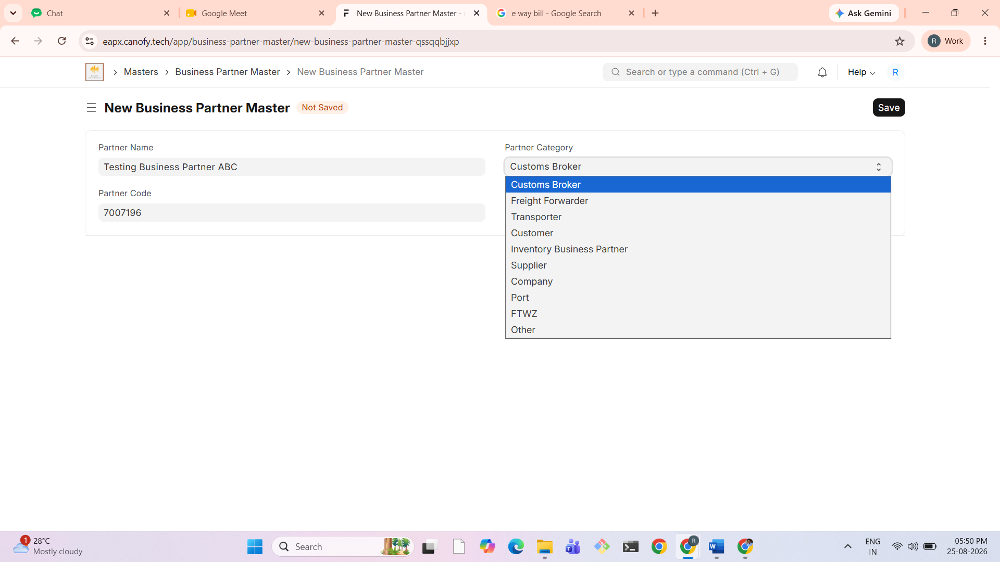 Chat
Google Meet
New Business Partner Master -
e way bill - Google Search
Ask Gemini
eapx.canofy.tech/app/business-partner-master/new-business-partner-master-qssqqbjjxp
R Work
Masters
Business Partner Master
New Business Partner Master
Search or type a command (Ctrl + G)
Help
R
New Business Partner Master
Not Saved
Save
Partner Name
Testing Business Partner ABC
Partner Code
7007196
Partner Category
Customs Broker
Customs Broker
Freight Forwarder
Transporter
Customer
Inventory Business Partner
Supplier
Company
Port
FTWZ
Other
1
28°C
Mostly cloudy
Search
R
ENG
IN
05:50 PM
25-08-2026